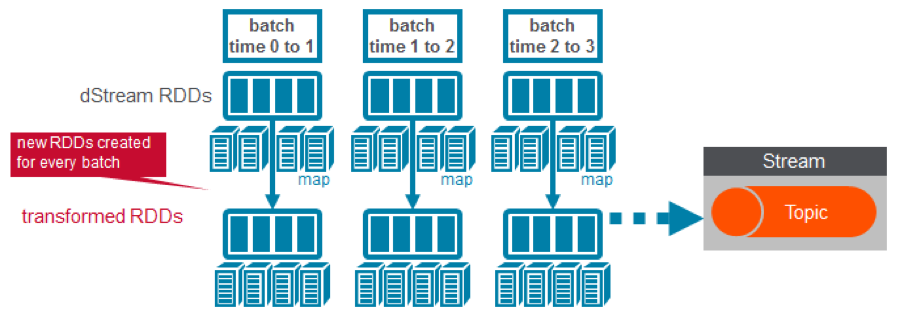 batch
time 0 to 1
batch
time 1 to 2
batch
time 2 to 3
dStream RDDs
new RDDs created
for every batch
map
map
map
transformed RDDs
Stream
Topic